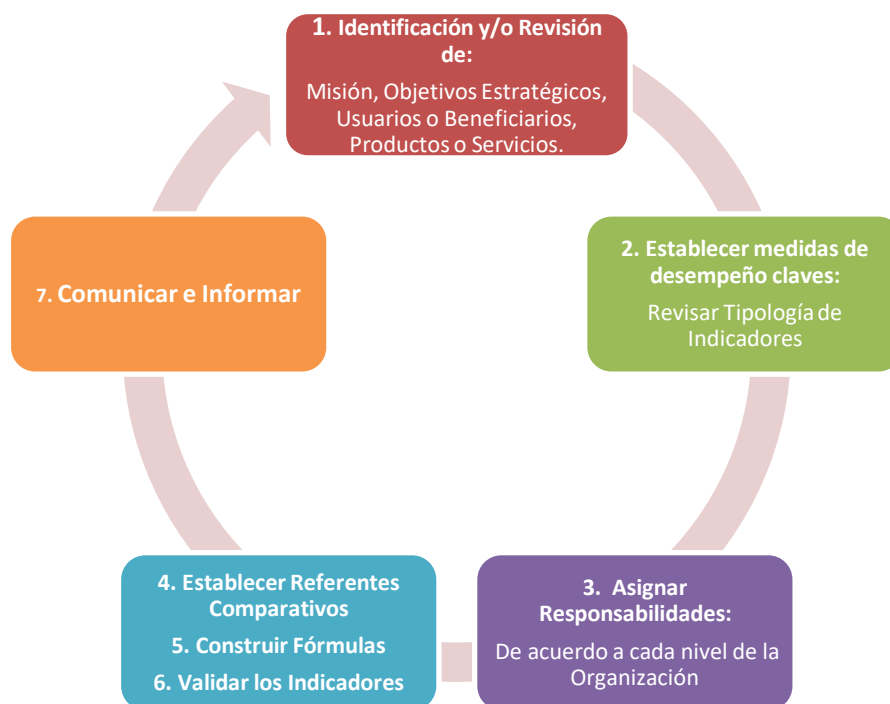 1. Identificación y/o Revisión
de:
Misión, Objetivos Estratégicos,
Usuarios o Beneficiarios,
Productos o Servicios.
2. Establecer medidas de
desempeño claves:
Revisar Tipología de
Indicadores
3. Asignar
Responsabilidades:
De acuerdo a cada nivel de la
Organización
4. Establecer Referentes
Comparativos
5. Construir Fórmulas
6. Validar los Indicadores
7. Comunicar e Informar